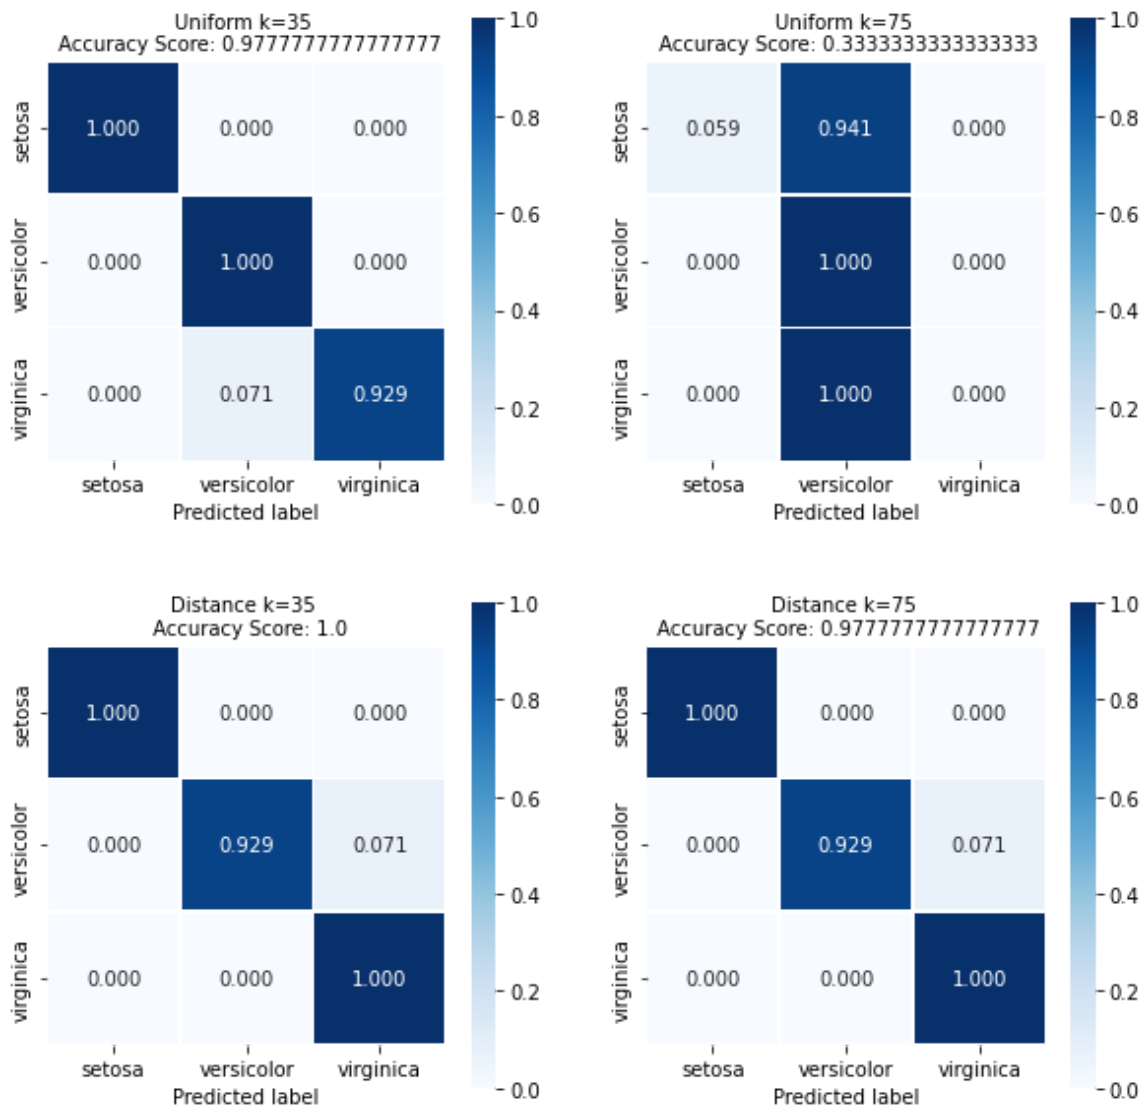 Uniform k=35
Accuracy Score: 0.9777777777777777
1.0
0.8
0.6
0.4
0.2
0.0
setosa
versicolor
virginica
1.000 0.000 0.000
0.000 1.000 0.000
0.000 0.071 0.929
setosa versicolor virginica
Predicted label
Uniform k=75
Accuracy Score: 0.3333333333333333
1.0
0.8
0.6
0.4
0.2
0.0
setosa
versicolor
virginica
0.059 0.941 0.000
0.000 1.000 0.000
0.000 1.000 0.000
setosa versicolor virginica
Predicted label
Distance k=35
Accuracy Score: 1.0
1.0
0.8
0.6
0.4
0.2
0.0
setosa
versicolor
virginica
1.000 0.000 0.000
0.000 0.929 0.071
0.000 0.000 1.000
setosa versicolor virginica
Predicted label
Distance k=75
Accuracy Score: 0.9777777777777777
1.0
0.8
0.6
0.4
0.2
0.0
setosa
versicolor
virginica
1.000 0.000 0.000
0.000 0.929 0.071
0.000 0.000 1.000
setosa versicolor virginica
Predicted label